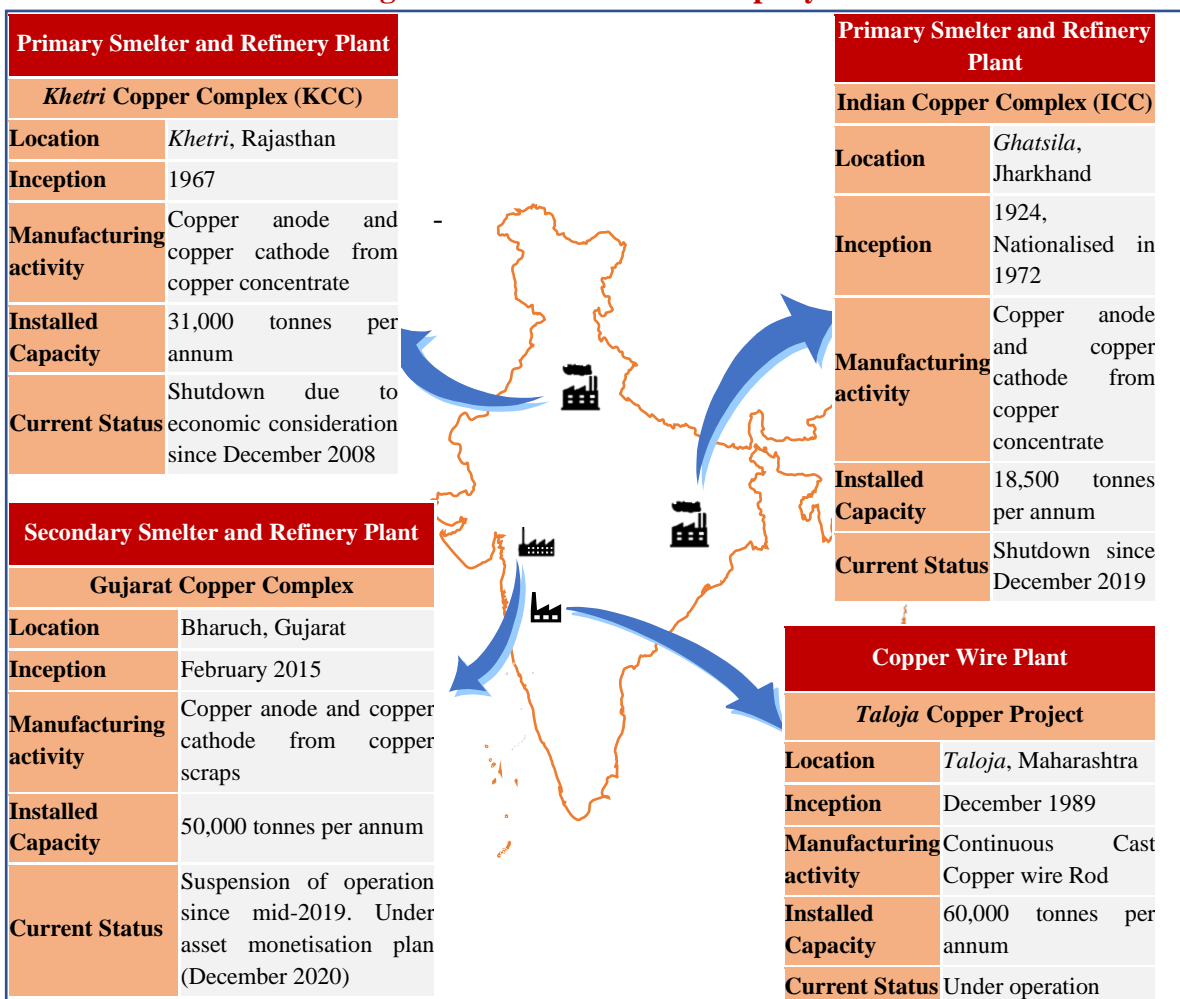 Primary Smelter and Refinery Plant
Khetri Copper Complex (KCC)
Location Khetri, Rajasthan
Inception 1967
Manufacturing activity Copper anode and
copper cathode from
copper concentrate
Installed Capacity 31,000 tonnes per
annum
Current Status Shutdown due to
economic consideration
since December 2008
-
Primary Smelter and Refinery
Plant
Indian Copper Complex (ICC)
Location Ghatsila,
Jharkhand
Inception 1924,
Nationalised in
1972
Manufacturing activity Copper anode
and copper
cathode from
copper
concentrate
Installed Capacity 18,500 tonnes
per annum
Current Status Shutdown since
December 2019
Secondary Smelter and Refinery Plant
Gujarat Copper Complex
Location Bharuch, Gujarat
Inception February 2015
Manufacturing activity Copper anode and copper
cathode from copper
scraps
Installed Capacity 50,000 tonnes per annum
Current Status Suspension of operation
since mid-2019. Under
asset monetisation plan
(December 2020)
Copper Wire Plant
Taloja Copper Project
Location Taloja, Maharashtra
Inception December 1989
Manufacturing activity Continuous Cast
Copper wire Rod
Installed Capacity 60,000 tonnes per
annum
Current Status Under operation